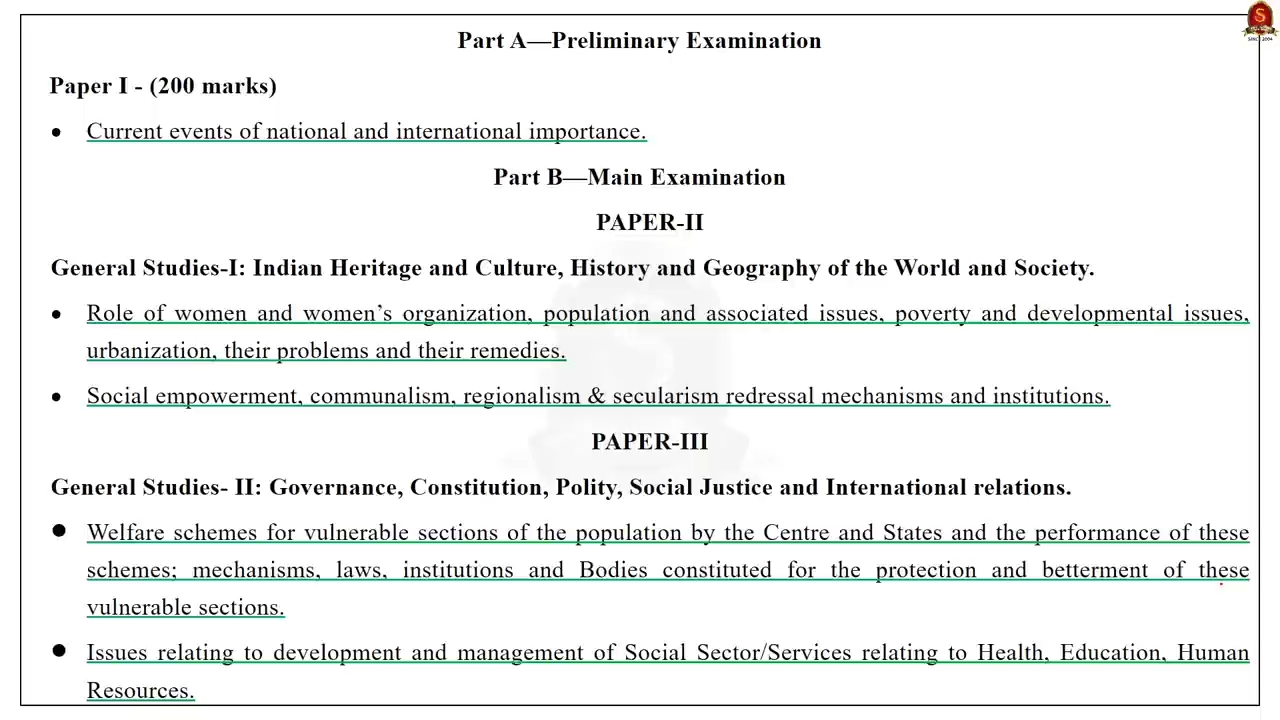 Part A—Preliminary Examination
Paper I - (200 marks)
• Current events of national and international importance.
Part B—Main Examination
PAPER-II
General Studies-I: Indian Heritage and Culture, History and Geography of the World and Society.
• Role of women and women’s organization, population and associated issues, poverty and developmental issues,
urbanization, their problems and their remedies.
• Social empowerment, communalism, regionalism & secularism redressal mechanisms and institutions.
PAPER-III
General Studies- II: Governance, Constitution, Polity, Social Justice and International relations.
● Welfare schemes for vulnerable sections of the population by the Centre and States and the performance of these
schemes; mechanisms, laws, institutions and Bodies constituted for the protection and betterment of these
vulnerable sections.
● Issues relating to development and management of Social Sector/Services relating to Health, Education, Human
Resources.
S
SINCE 2004